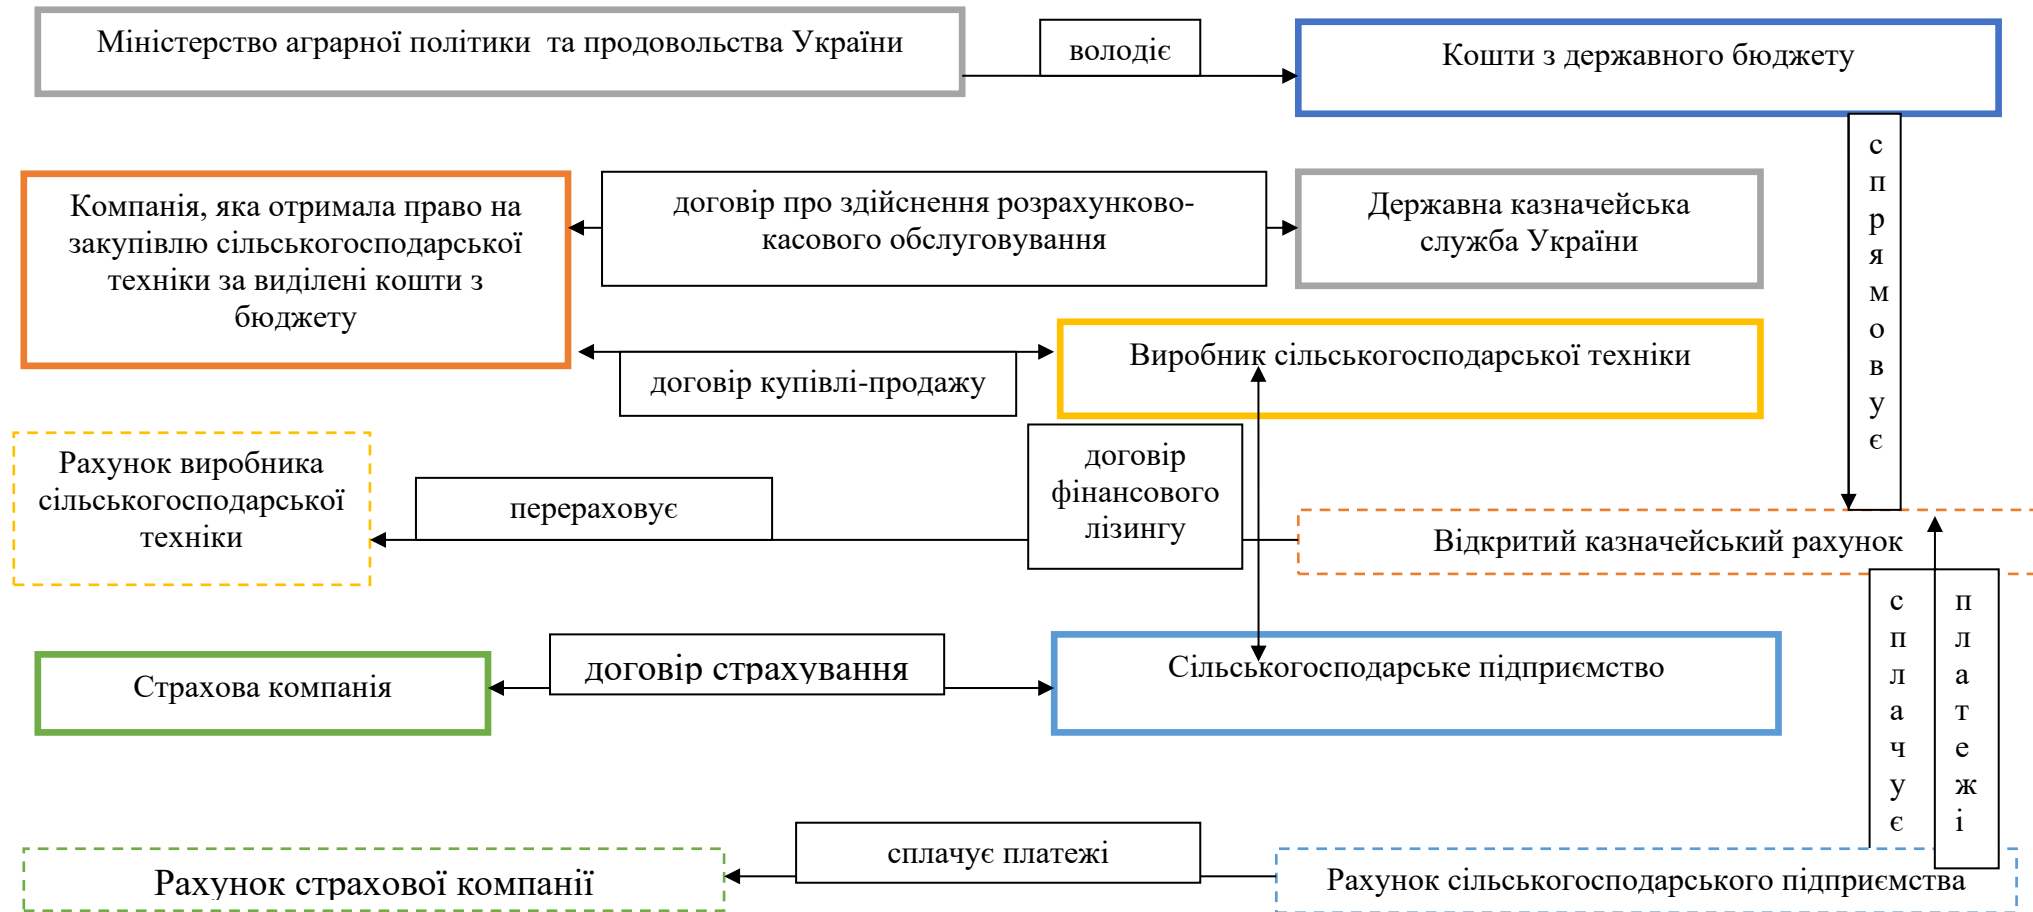 Міністерство аграрної політики та продовольства України
володіє
Кошти з державного бюджету
спрямовує
Компанія, яка отримала право на
закупівлю сільськогосподарської
техніки за виділені кошти з
бюджету
договір про здійснення розрахунково-
касового обслуговування
Державна казначейська
служба України
Виробник сільськогосподарської техніки
договір купівлі-продажу
Рахунок виробника
сільськогосподарської
техніки
перераховує
договір
фінансового
лізингу
Відкритий казначейський рахунок
сплачує
платежі
Страхова компанія
договір страхування
Сільськогосподарське підприємство
Рахунок страхової компанії
сплачує платежі
Рахунок сільськогосподарського підприємства